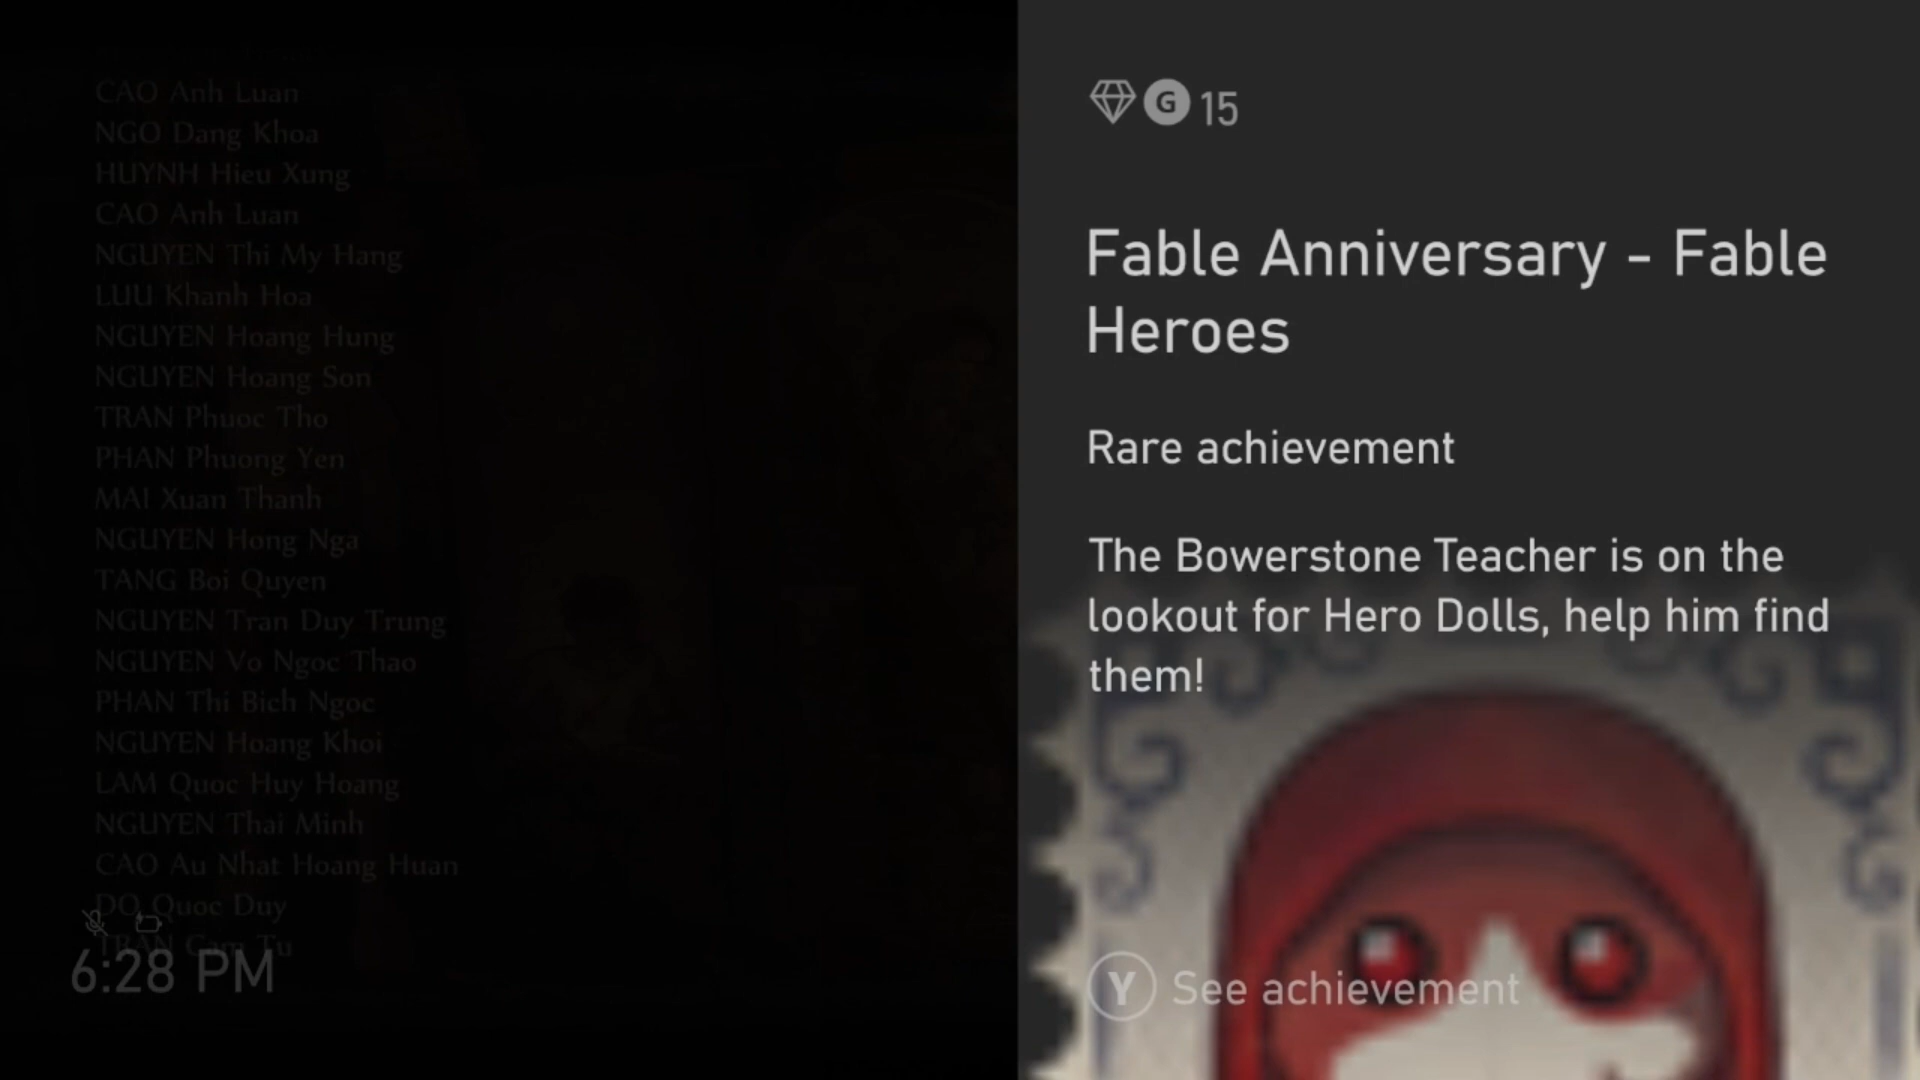 CAO Anh Luan
NGO Dang Khoa
HUYNH Hieu Xung
CAO Anh Luan
NGUYEN Thi My Hang
LUU Khanh Hoa
NGUYEN Hoang Hung
NGUYEN Hoang Son
TRAN Phuoc Tho
PHAN Phuong Yen
MAI Xuan Thanh
NGUYEN Hong Nga
TANG Boi Quyen
NGUYEN Tran Duy Trung
NGUYEN Vo Ngoc Thao
PHAN Thi Bich Ngoc
NGUYEN Hoang Khoi
LAM Quoc Huy Hoang
NGUYEN Thai Minh
CAO Au Nhat Hoang Huan
DO Quoc Duy
TRAN Cam Tu
6:28 PM
G 15
Fable Anniversary - Fable
Heroes
Rare achievement
The Bowerstone Teacher is on the
lookout for Hero Dolls, help him find
them!
Y See achievement